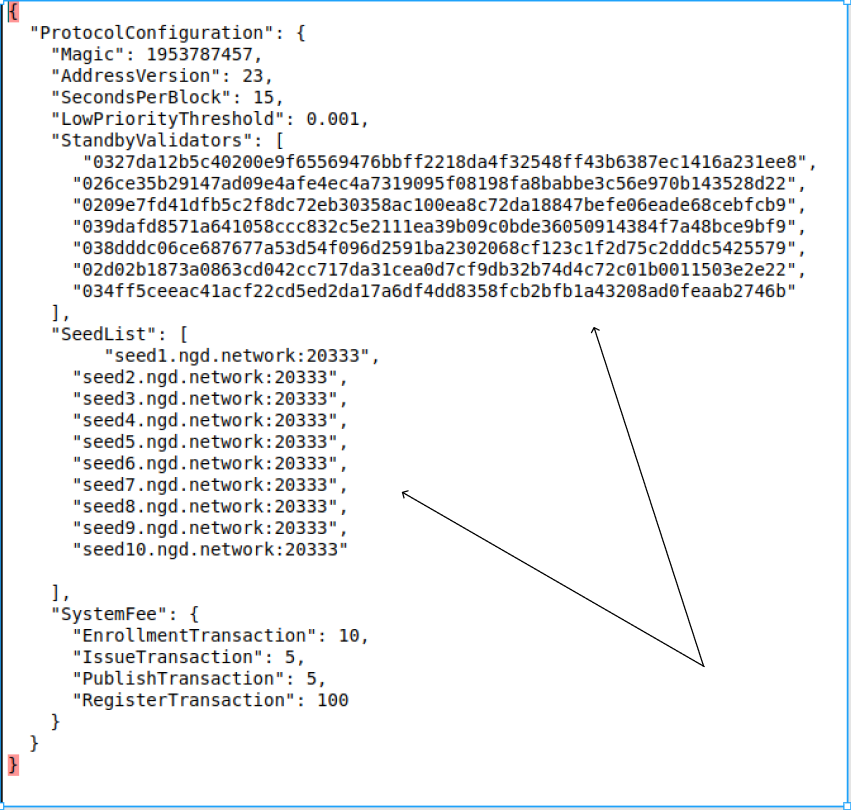 {
"ProtocolConfiguration": {
"Magic": 1953787457,
"AddressVersion": 23,
"SecondsPerBlock": 15,
"LowPriorityThreshold": 0.001,
"StandbyValidators": [
"0327da12b5c40200e9f65569476bbff2218da4f32548ff43b6387ec1416a231ee8",
"026ce35b29147ad09e4afe4ec4a7319095f08198fa8babbe3c56e970b143528d22",
"0209e7fd41dfb5c2f8dc72eb30358ac100ea8c72da18847befe06eade68cebfcb9",
"039dafd8571a641058ccc832c5e2111ea39b09c0bde36050914384f7a48bce9bf9",
"038dddc06ce687677a53d54f096d2591ba2302068cf123c1f2d75c2dddc5425579",
"02d02b1873a0863cd042cc717da31cea0d7cf9db32b74d4c72c01b0011503e2e22",
"034ff5ceeac41acf22cd5ed2da17a6df4dd8358fcb2bfb1a43208ad0feaab2746b"
],
"SeedList": [
"seed1.ngd.network:20333",
"seed2.ngd.network:20333",
"seed3.ngd.network:20333",
"seed4.ngd.network:20333",
"seed5.ngd.network:20333",
"seed6.ngd.network:20333",
"seed7.ngd.network:20333",
"seed8.ngd.network:20333",
"seed9.ngd.network:20333",
"seed10.ngd.network:20333"
],
"SystemFee": {
"EnrollmentTransaction": 10,
"IssueTransaction": 5,
"PublishTransaction": 5,
"RegisterTransaction": 100
}
}
}